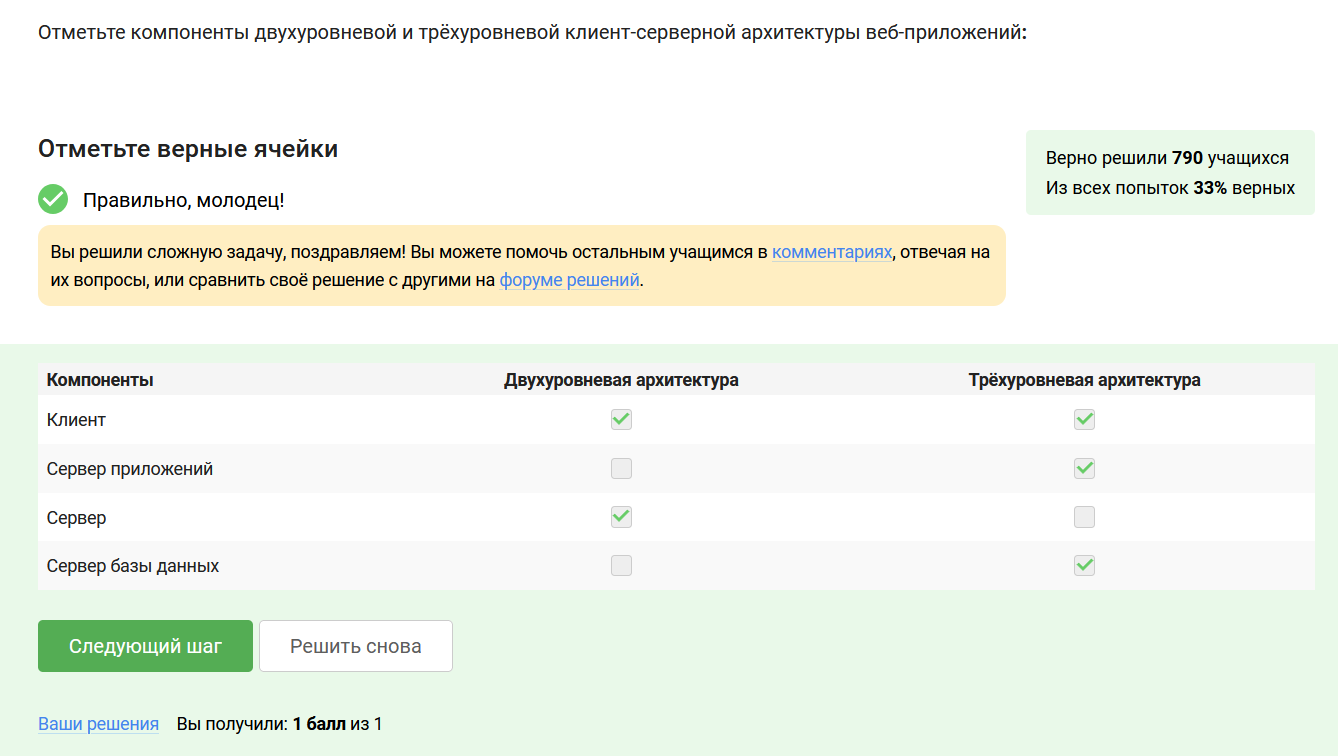 Отметьте компоненты двухуровневой и трёхуровневой клиент-серверной архитектуры веб-приложений:
Отметьте верные ячейки
Правильно, молодец!
Верно решили 790 учащихся
Из всех попыток 33% верных
Вы решили сложную задачу, поздравляем! Вы можете помочь остальным учащимся в комментариях, отвечая на
их вопросы, или сравнить своё решение с другими на форуме решений.
Компоненты Двухуровневая архитектура Трёхуровневая архитектура
Клиент
Сервер приложений
Сервер
Сервер базы данных
Следующий шаг Решить снова
Ваши решения Вы получили: 1 балл из 1